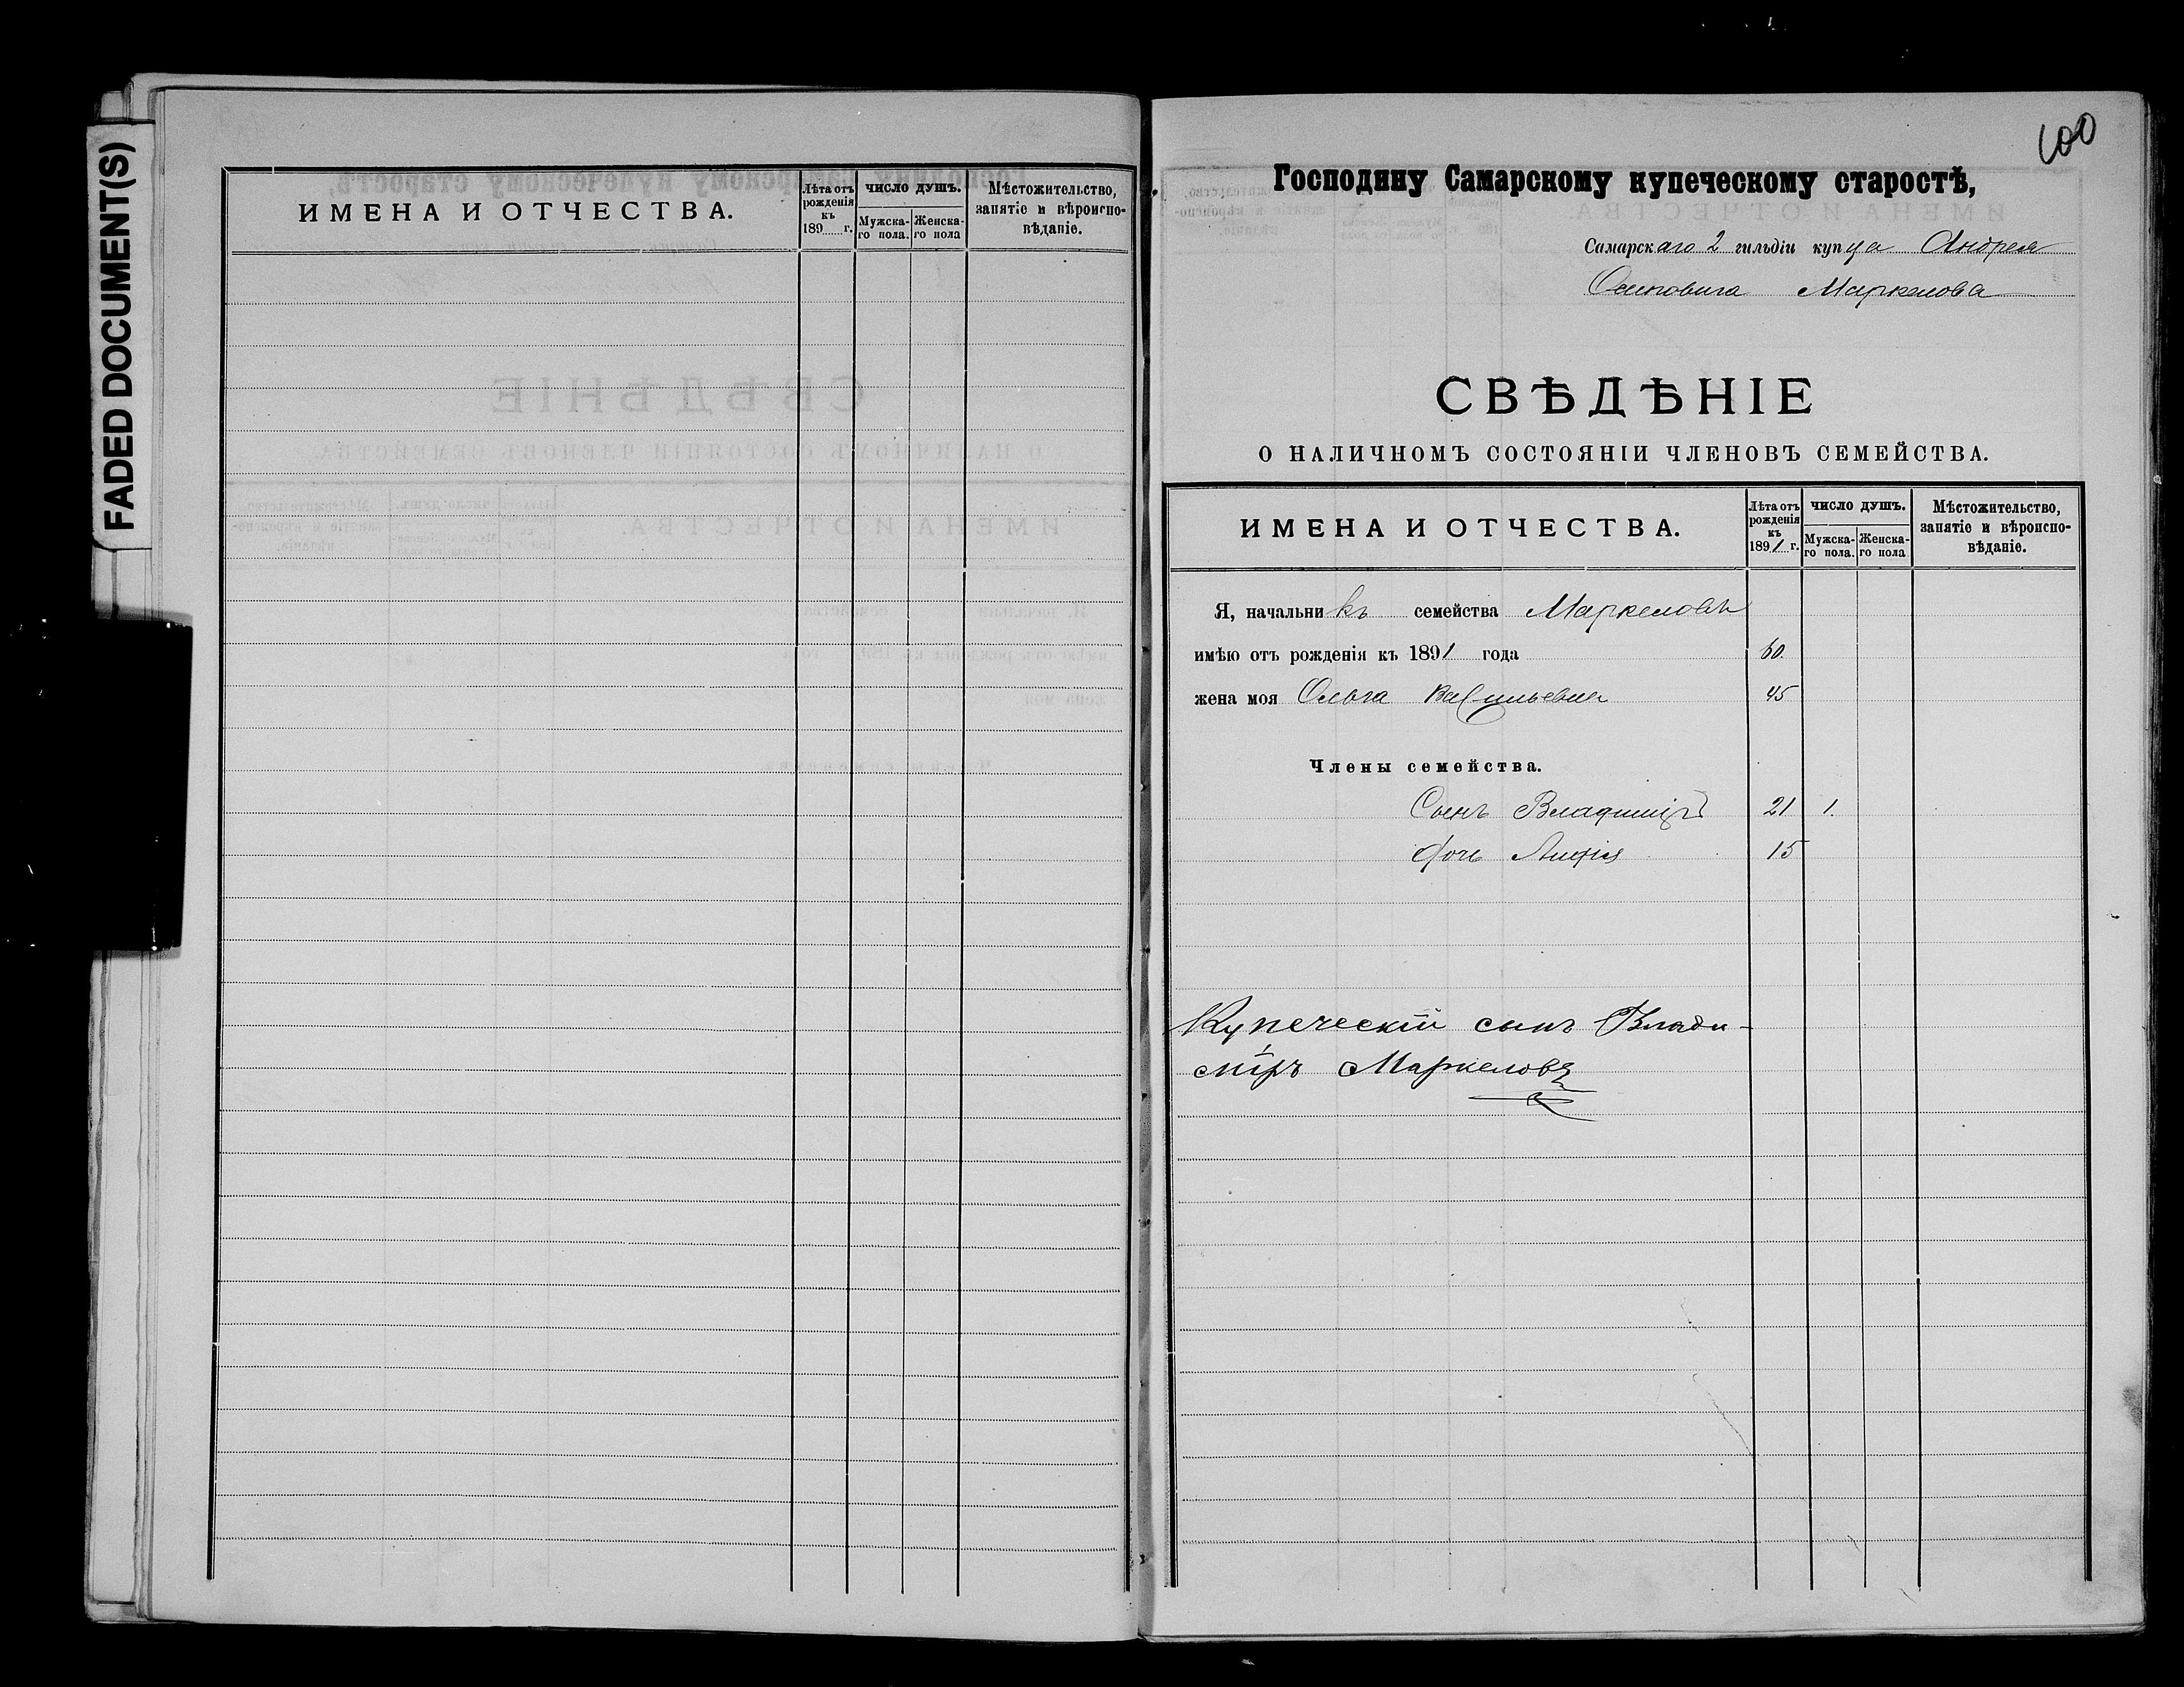 FADED DOCUMENT(S)
ИМЕНА И ОТЧЕСТВА.
Лѣта отъ рожденія къ 189 г.
ЧИСЛО ДУШЪ.
Мужска-го пола.
Женска-го пола
Мѣстожительство, занятіе и вѣроиспо-вѣданіе.
100
Господину Самарскому купеческому старостѣ,
Самарскаго 2 гильдіи купца Андрея
Осиповича Маркелова
СВѢДѢНІЕ
О НАЛИЧНОМЪ СОСТОЯНІИ ЧЛЕНОВЪ СЕМЕЙСТВА.
ИМЕНА И ОТЧЕСТВА.
Лѣта отъ рожденія къ 1891 г.
ЧИСЛО ДУШЪ.
Мужска-го пола.
Женска-го пола
Мѣстожительство, занятіе и вѣроиспо-вѣданіе.
Я, начальникъ семейства Маркеловъ
имѣю отъ рожденія къ 1891 года 60.
жена моя Ольга Васильевна 45
Члены семейства.
Сынъ Владиміръ 21 1.
Дочь Лидія 15
Купеческій сынъ Влади-
міръ Маркеловъ